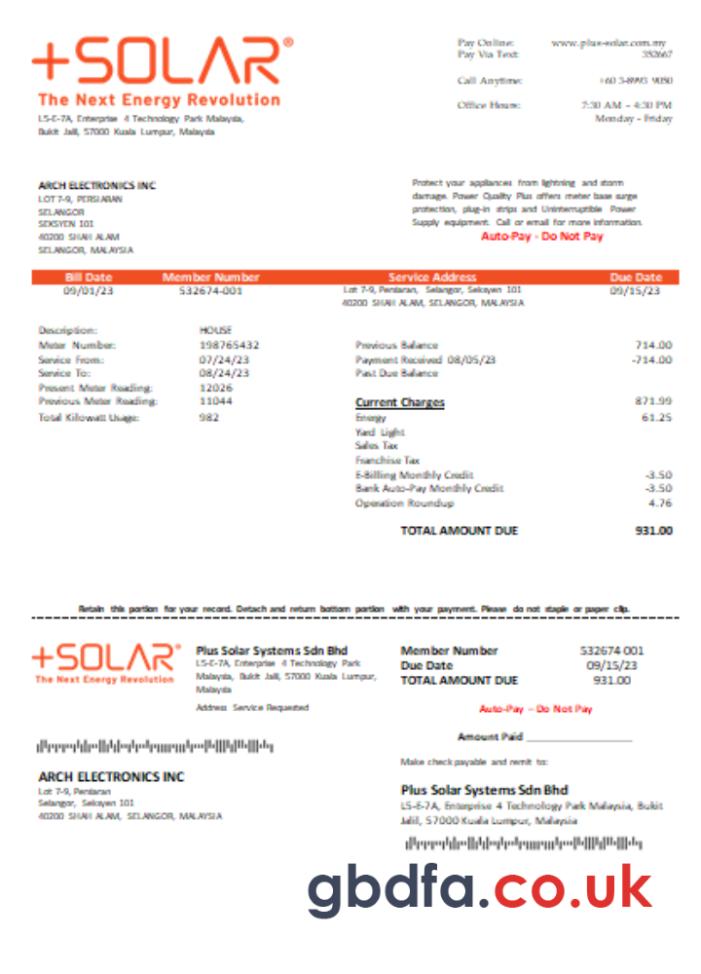 +SOLAR®
The Next Energy Revolution
L5-E-7A, Enterprise 4 Technology Park Malaysia,
Bukit Jalil, 57000 Kuala Lumpur, Malaysia
Pay Online: www.plus-solar.com.my
Pay Via Text: 352667
Call Anytime: +60 3-8993 9050
Office Hours: 7:30 AM – 4:30 PM
Monday - Friday
ARCH ELECTRONICS INC
LOT 7-9, PERSIARAN
SELANGOR
SEKSYEN 101
40200 SHAH ALAM
SELANGOR, MALAYSIA
Protect your appliances from lightning and storm
damage. Power Quality Plus offers meter base surge
protection, plug-in strips and Uninterruptible Power
Supply equipment. Call or email for more information.
Auto-Pay - Do Not Pay
Bill Date Member Number Service Address Due Date
09/01/23 532674-001 Lot 7-9, Persiaran, Selangor, Seksyen 101 09/15/23
40200 SHAH ALAM, SELANGOR, MALAYSIA
Description: HOUSE
Meter Number: 198765432
Service From: 07/24/23
Service To: 08/24/23
Present Meter Reading: 12026
Previous Meter Reading: 11044
Total Kilowatt Usage: 982
Previous Balance 714.00
Payment Received 08/05/23 -714.00
Past Due Balance
Current Charges 871.99
Energy 61.25
Yard Light
Sales Tax
Franchise Tax
E-Billing Monthly Credit -3.50
Bank Auto-Pay Monthly Credit -3.50
Operation Roundup 4.76
TOTAL AMOUNT DUE 931.00
Retain this portion for your record. Detach and return bottom portion with your payment. Please do not staple or paper clip.
+SOLAR®
The Next Energy Revolution
Plus Solar Systems Sdn Bhd
L5-E-7A, Enterprise 4 Technology Park
Malaysia, Bukit Jalil, 57000 Kuala Lumpur,
Malaysia
Address Service Requested
Member Number 532674 001
Due Date 09/15/23
TOTAL AMOUNT DUE 931.00
Auto-Pay – Do Not Pay
Amount Paid ____________________
Make check payable and remit to:
ARCH ELECTRONICS INC
Lot 7-9, Persiaran
Selangor, Seksyen 101
40200 SHAH ALAM, SELANGOR, MALAYSIA
Plus Solar Systems Sdn Bhd
L5-E-7A, Enterprise 4 Technology Park Malaysia, Bukit
Jalil, 57000 Kuala Lumpur, Malaysia
gbdfa.co.uk